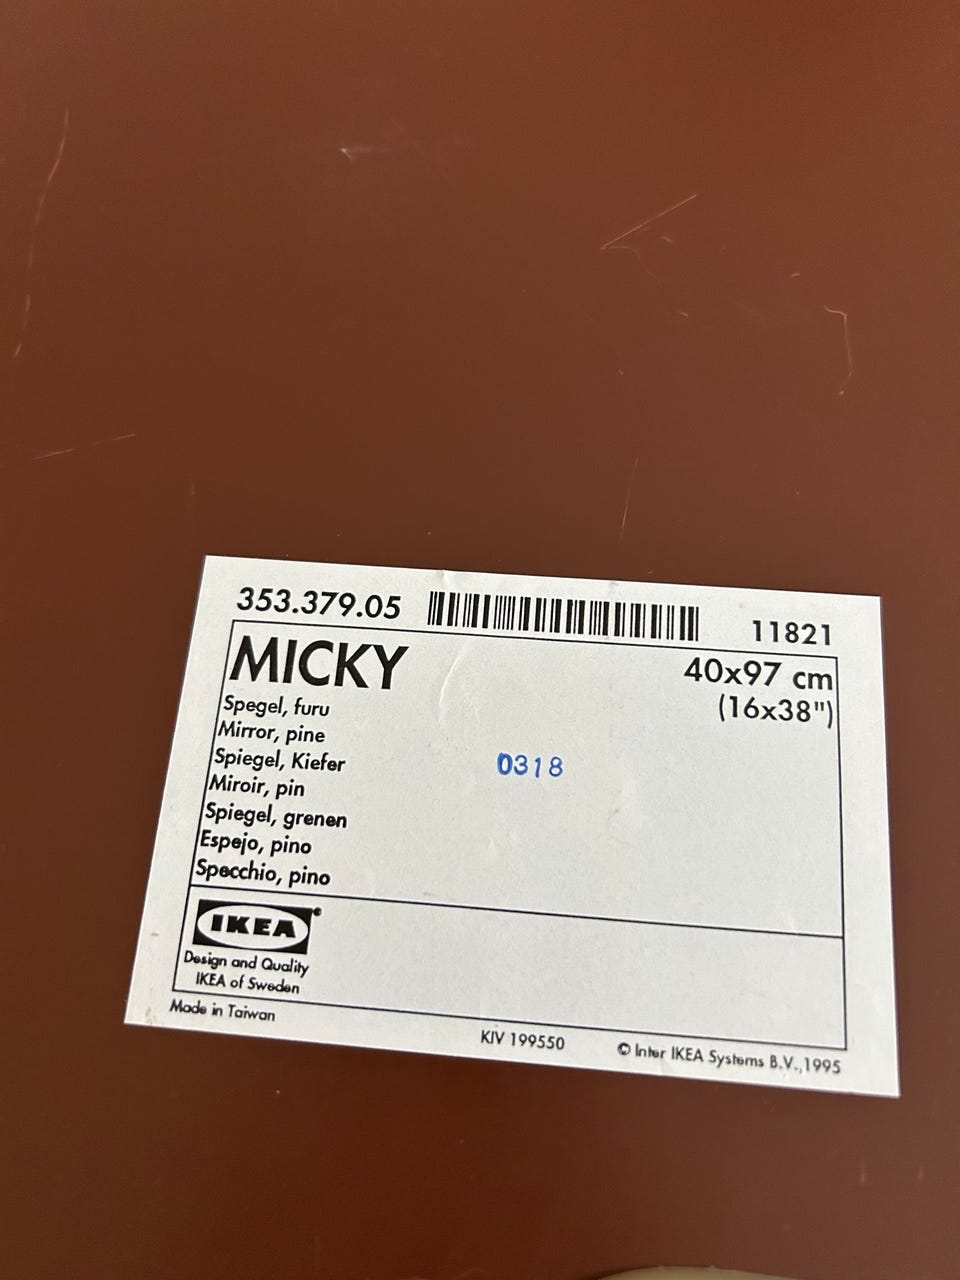 353.379.05
11821
MICKY
40x97 cm
(16x38")
Spegel, furu
Mirror, pine
Spiegel, Kiefer
Miroir, pin
Spiegel, grenen
Espejo, pino
Specchio, pino
0318
IKEA®
Design and Quality
IKEA of Sweden
Made in Taiwan
KIV 199550
© Inter IKEA Systems B.V.,1995